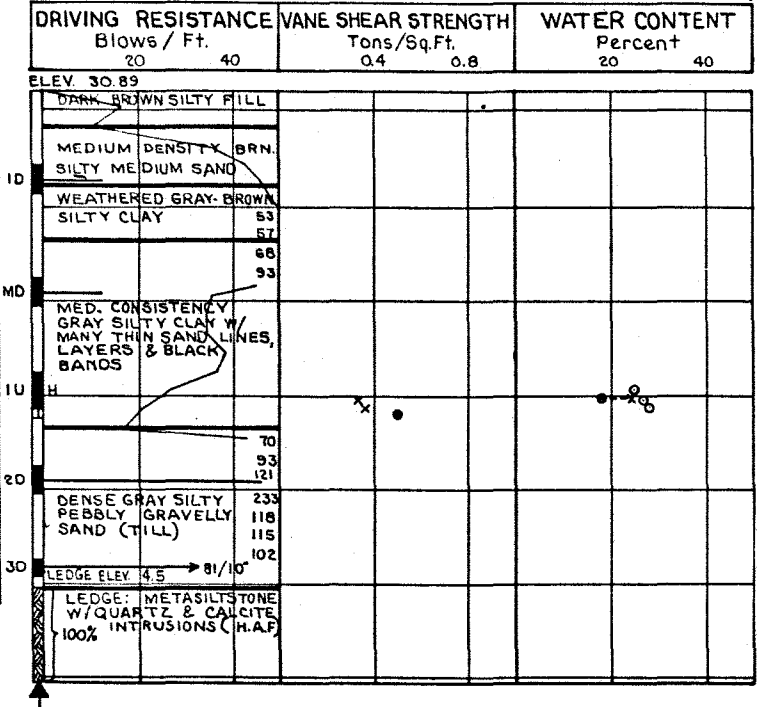 DRIVING RESISTANCE VANE SHEAR STRENGTH WATER CONTENT
Blows / Ft. Tons/Sq.Ft. Percent
20 40 0.4 0.8 20 40
ELEV. 30.89
DARK BROWN SILTY FILL
MEDIUM DENSITY BRN.
SILTY MEDIUM SAND
1D
WEATHERED GRAY-BROWN
SILTY CLAY 53
57
68
93
MD
MED. CONSISTENCY
GRAY SILTY CLAY W/
MANY THIN SAND LINES,
LAYERS & BLACK
BANDS
1U H
70
93
2D 121
DENSE GRAY SILTY 233
PEBBLY GRAVELLY 118
SAND (TILL) 115
102
3D 81/10"
LEDGE ELEV. 4.5
LEDGE: METASILTSTONE
W/QUARTZ & CALCITE
INTRUSIONS (H.A.F)
100%